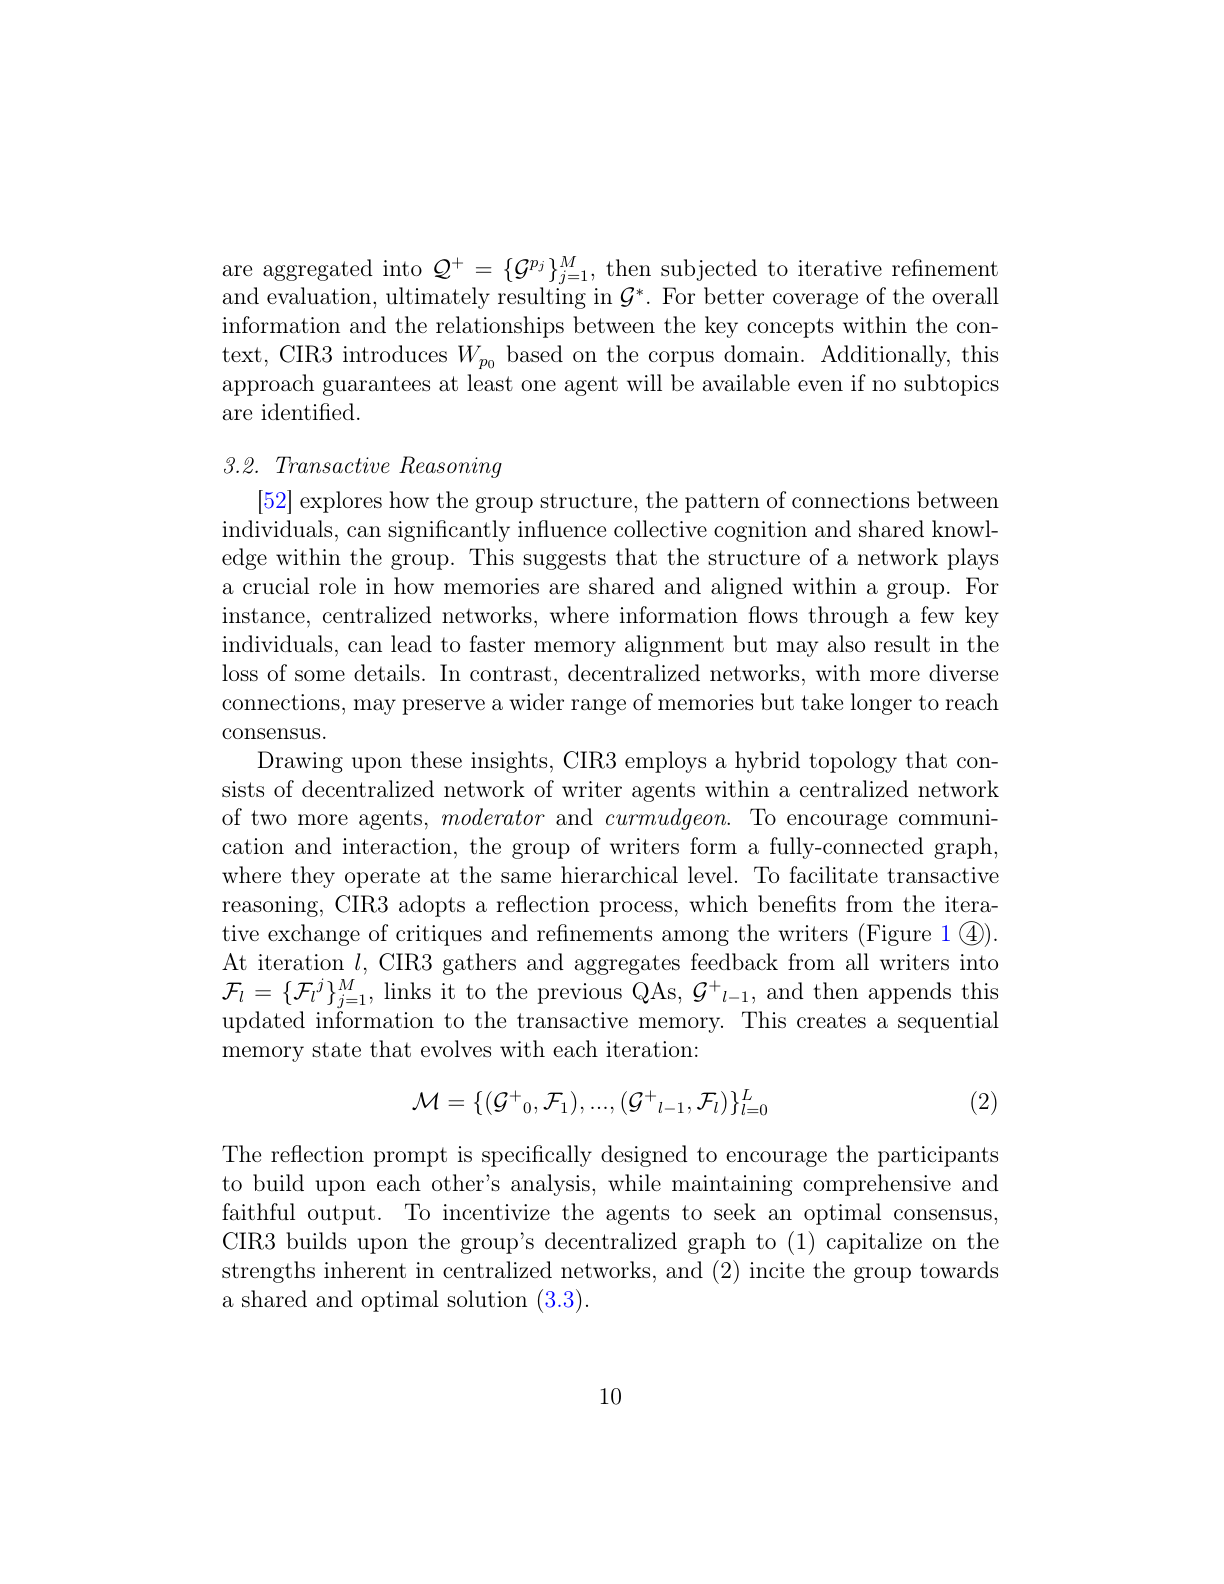 are aggregated into 𝒬⁺ = {𝒢^{p_j}}_{j=1}^{M}, then subjected to iterative refinement
and evaluation, ultimately resulting in 𝒢*. For better coverage of the overall
information and the relationships between the key concepts within the con-
text, CIR3 introduces W_{p_0} based on the corpus domain. Additionally, this
approach guarantees at least one agent will be available even if no subtopics
are identified.
3.2. Transactive Reasoning
[52] explores how the group structure, the pattern of connections between
individuals, can significantly influence collective cognition and shared knowl-
edge within the group. This suggests that the structure of a network plays
a crucial role in how memories are shared and aligned within a group. For
instance, centralized networks, where information flows through a few key
individuals, can lead to faster memory alignment but may also result in the
loss of some details. In contrast, decentralized networks, with more diverse
connections, may preserve a wider range of memories but take longer to reach
consensus.
Drawing upon these insights, CIR3 employs a hybrid topology that con-
sists of decentralized network of writer agents within a centralized network
of two more agents, moderator and curmudgeon. To encourage communi-
cation and interaction, the group of writers form a fully-connected graph,
where they operate at the same hierarchical level. To facilitate transactive
reasoning, CIR3 adopts a reflection process, which benefits from the itera-
tive exchange of critiques and refinements among the writers (Figure 1 ④).
At iteration l, CIR3 gathers and aggregates feedback from all writers into
ℱ_l = {ℱ_l^j}_{j=1}^{M}, links it to the previous QAs, 𝒢⁺_{l−1}, and then appends this
updated information to the transactive memory. This creates a sequential
memory state that evolves with each iteration:
ℳ = {(𝒢⁺_0, ℱ_1), ..., (𝒢⁺_{l−1}, ℱ_l)}_{l=0}^{L} (2)
The reflection prompt is specifically designed to encourage the participants
to build upon each other's analysis, while maintaining comprehensive and
faithful output. To incentivize the agents to seek an optimal consensus,
CIR3 builds upon the group's decentralized graph to (1) capitalize on the
strengths inherent in centralized networks, and (2) incite the group towards
a shared and optimal solution (3.3).
10